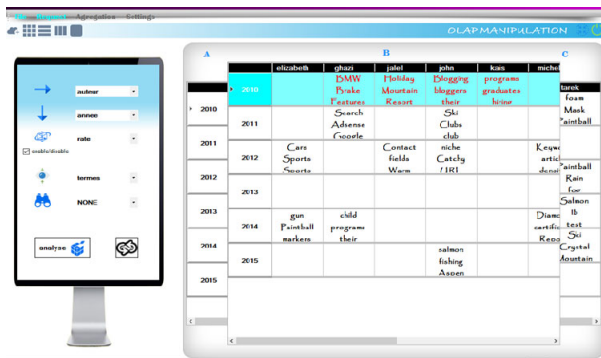 Agregation Settings
OLAP MANIPULATION
A B C
auteur
annee
rate
enable/disable
termes
NONE
analyse
2010
2011
2012
2013
2014
2015
elizabeth ghazi jalel john kais michel
2010 BMW Holiday Blogging programs
Brake Mountain bloggers graduates
Features Resort their hiring
2011 Search Ski
Adsense Clubs
Google club
2012 Cars Contact niche
Sports fields Catchy
Sports Warm URL
2013
2014 gun child
Paintball programs
markers their
2015 salmon
fishing
Aspen
tarek
foam
Mask
Paintball
Paintball
Rain
for
Salmon
lb
test
Ski
Crystal
Mountain